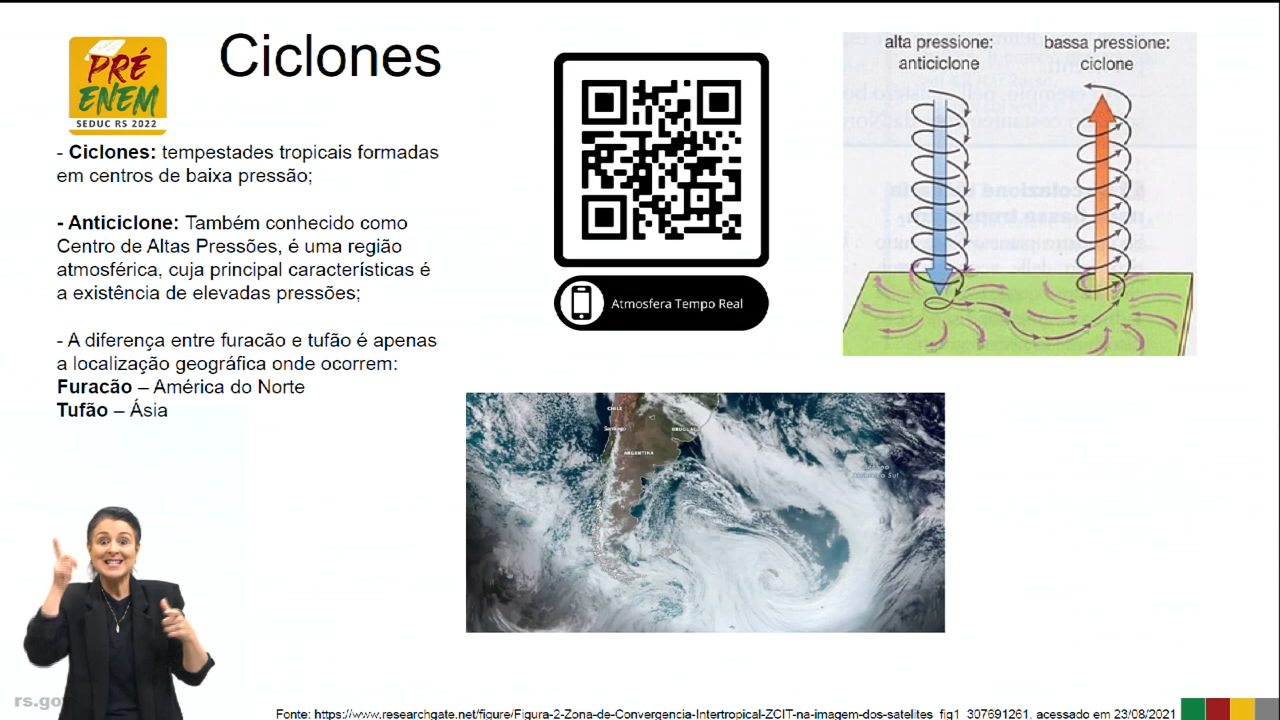 PRÉ
ENEM
SEDUC RS 2022
Ciclones
- Ciclones: tempestades tropicais formadas
em centros de baixa pressão;
- Anticiclone: Também conhecido como
Centro de Altas Pressões, é uma região
atmosférica, cuja principal características é
a existência de elevadas pressões;
- A diferença entre furacão e tufão é apenas
a localização geográfica onde ocorrem:
Furacão – América do Norte
Tufão – Ásia
Atmosfera Tempo Real
alta pressione:
anticiclone
bassa pressione:
ciclone
CHILE
Santiago
URUGUAY
ARGENTINA
rs.go
Fonte: https://www.researchgate.net/figure/Figura-2-Zona-de-Convergencia-Intertropical-ZCIT-na-imagem-dos-satelites_fig1_307691261. acessado em 23/08/2021